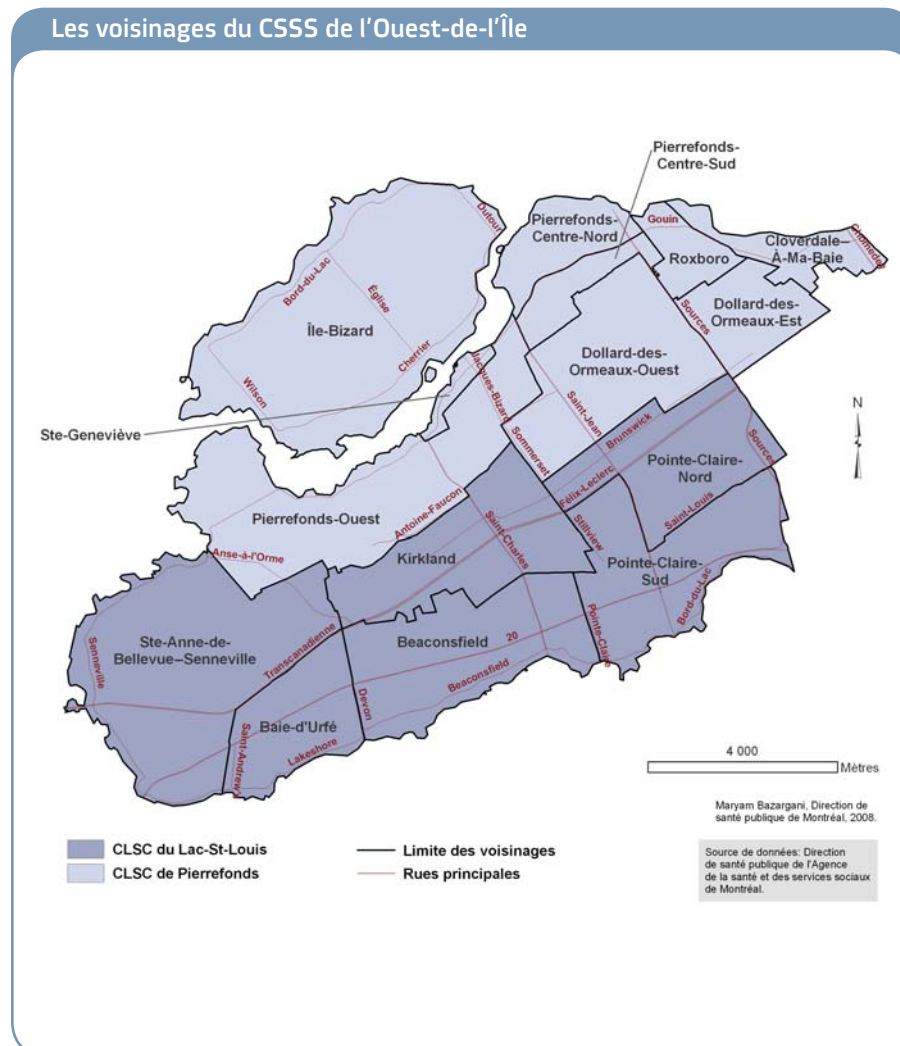 Les voisinages du CSSS de l'Ouest-de-l'Île
Pierrefonds-
Centre-Sud
Pierrefonds-
Centre-Nord
Gouin
Dutour
Roxboro
Cloverdale–
À-Ma-Baie
Chomedey
Bord-du-Lac
Église
Île-Bizard
Cherrier
Wilson
Sources
Dollard-des-
Ormeaux-Est
Dollard-des-
Ormeaux-Ouest
Jacques-Bizard
Saint-Jean
Brunswick
Ste-Geneviève
Sommerset
N
Pointe-Claire-
Nord
Sources
Félix-Leclerc
Saint-Louis
Pierrefonds-Ouest
Antoine-Faucon
Anse-à-l'Orme
Kirkland
Saint-Charles
Stillview
Pointe-Claire-
Sud
Bord-du-Lac
Pointe-Claire
Senneville
Ste-Anne-de-
Bellevue–Senneville
Transcanadienne
Beaconsfield
20
Beaconsfield
Devon
Baie-d'Urfé
Lakeshore
Saint-Andrew's
4 000
Mètres
Maryam Bazargani, Direction de
santé publique de Montréal, 2008.
CLSC du Lac-St-Louis
CLSC de Pierrefonds
Limite des voisinages
Rues principales
Source de données: Direction
de santé publique de l'Agence
de la santé et des services sociaux
de Montréal.